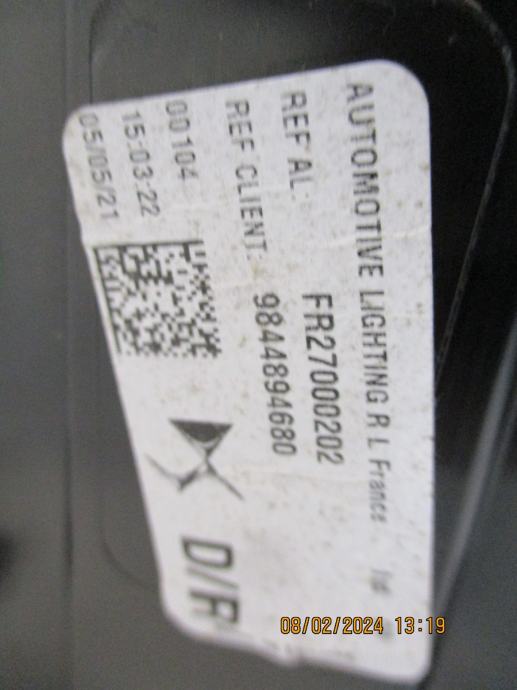 AUTOMOTIVE LIGHTING R L France
REF AL: FR27000202
REF CLIENT: 9844894680
00104
15:03:22
05/05/21
D/R
08/02/2024 13:19